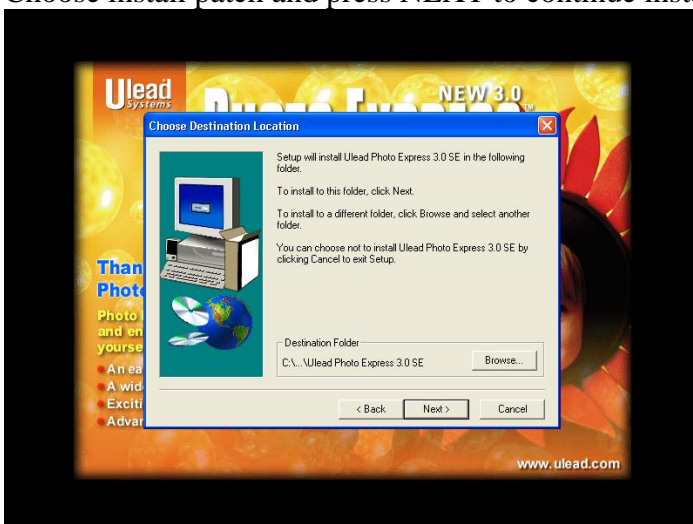 Choose install patch and press NEXT to continue
Ulead
Systems
NEW 3.0
TM
Choose Destination Location
Setup will install Ulead Photo Express 3.0 SE in the following
folder.
To install to this folder, click Next.
To install to a different folder, click Browse and select another
folder.
You can choose not to install Ulead Photo Express 3.0 SE by
clicking Cancel to exit Setup.
Destination Folder
C:\...\Ulead Photo Express 3.0 SE
Browse...
< Back
Next >
Cancel
Than
Photo
Photo
and en
yourse
An ea
A wid
Exciti
Advan
www.ulead.com